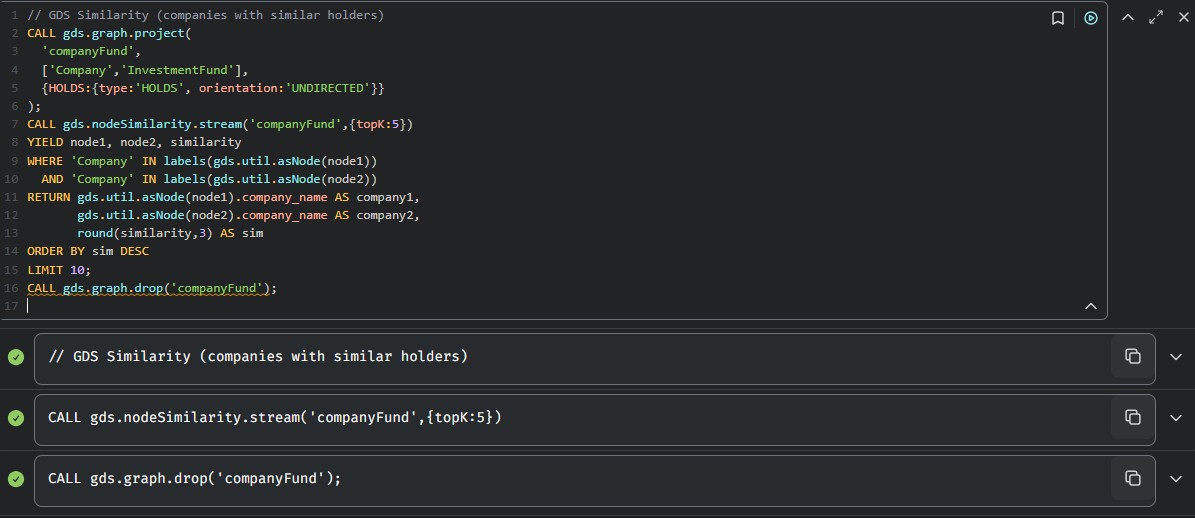 1 // GDS Similarity (companies with similar holders)
2 CALL gds.graph.project(
3   'companyFund',
4   ['Company','InvestmentFund'],
5   {HOLDS:{type:'HOLDS', orientation:'UNDIRECTED'}}
6 );
7 CALL gds.nodeSimilarity.stream('companyFund',{topK:5})
8 YIELD node1, node2, similarity
9 WHERE 'Company' IN labels(gds.util.asNode(node1))
10   AND 'Company' IN labels(gds.util.asNode(node2))
11 RETURN gds.util.asNode(node1).company_name AS company1,
12        gds.util.asNode(node2).company_name AS company2,
13        round(similarity,3) AS sim
14 ORDER BY sim DESC
15 LIMIT 10;
16 CALL gds.graph.drop('companyFund');
17
// GDS Similarity (companies with similar holders)
CALL gds.nodeSimilarity.stream('companyFund',{topK:5})
CALL gds.graph.drop('companyFund');